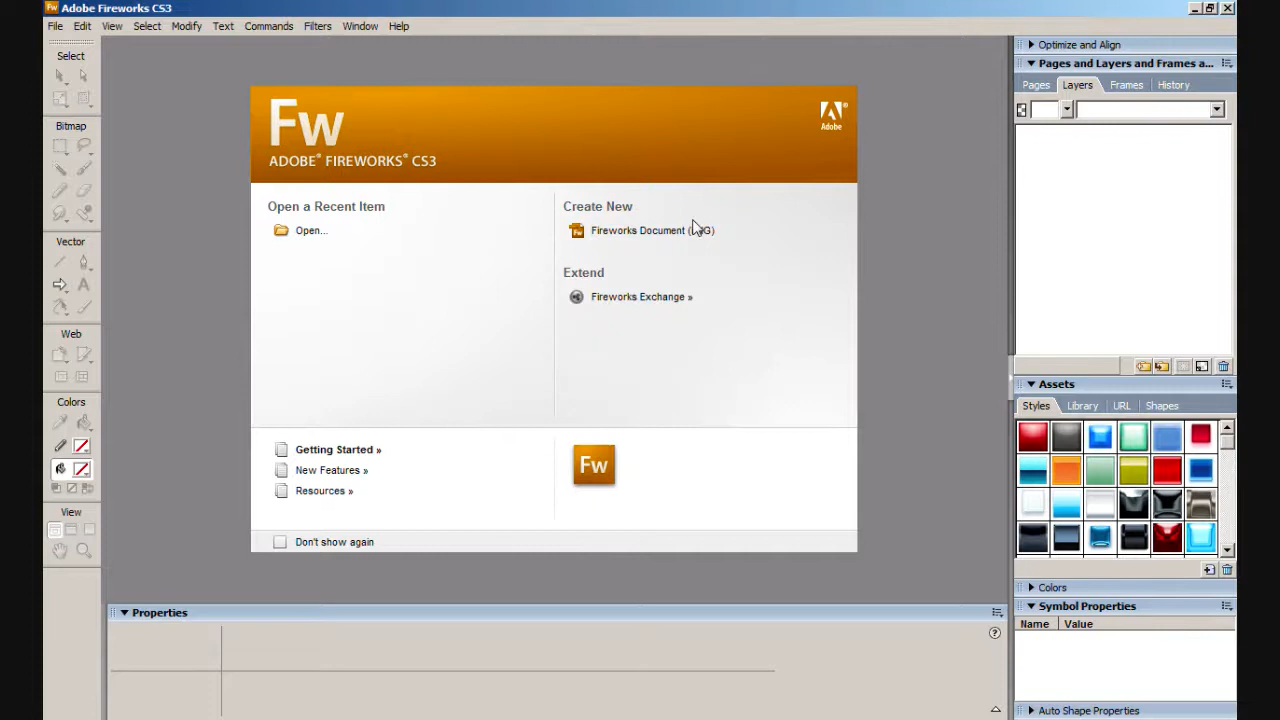 Fw Adobe Fireworks CS3
File Edit View Select Modify Text Commands Filters Window Help
Select
Bitmap
Vector
Web
Colors
View
Fw
ADOBE® FIREWORKS® CS3
Adobe
Open a Recent Item
Open...
Create New
Fireworks Document
Extend
Fireworks Exchange »
Getting Started »
New Features »
Resources »
Fw
Don't show again
Properties
Optimize and Align
Pages and Layers and Frames a...
Pages Layers Frames History
Assets
Styles Library URL Shapes
Colors
Symbol Properties
Name Value
Auto Shape Properties